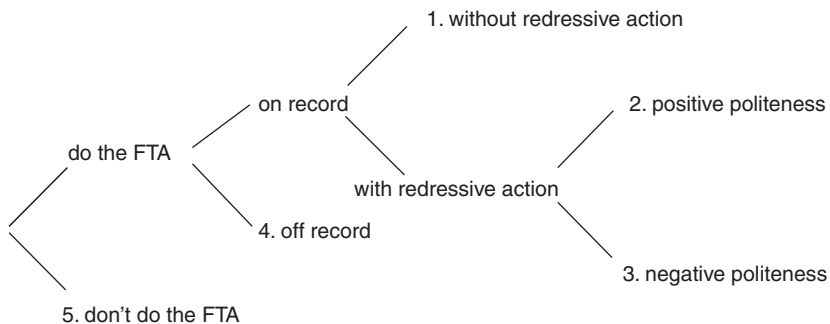 1. without redressive action
on record
2. positive politeness
do the FTA
with redressive action
4. off record
3. negative politeness
5. don't do the FTA